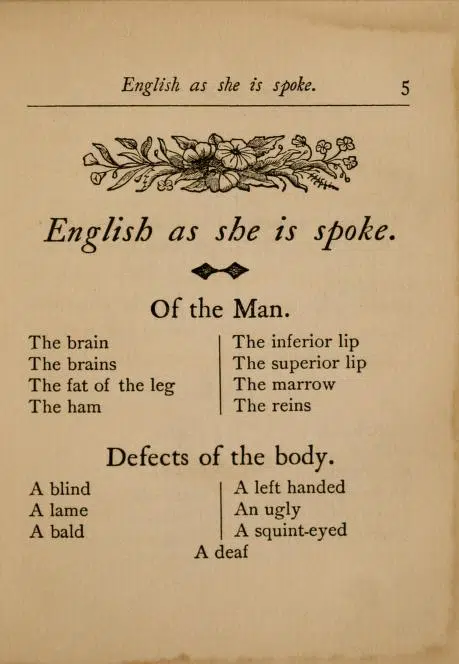 English as she is spoke.
5
English as she is spoke.
Of the Man.
The brain
The brains
The fat of the leg
The ham
The inferior lip
The superior lip
The marrow
The reins
Defects of the body.
A blind
A lame
A bald
A left handed
An ugly
A squint-eyed
A deaf